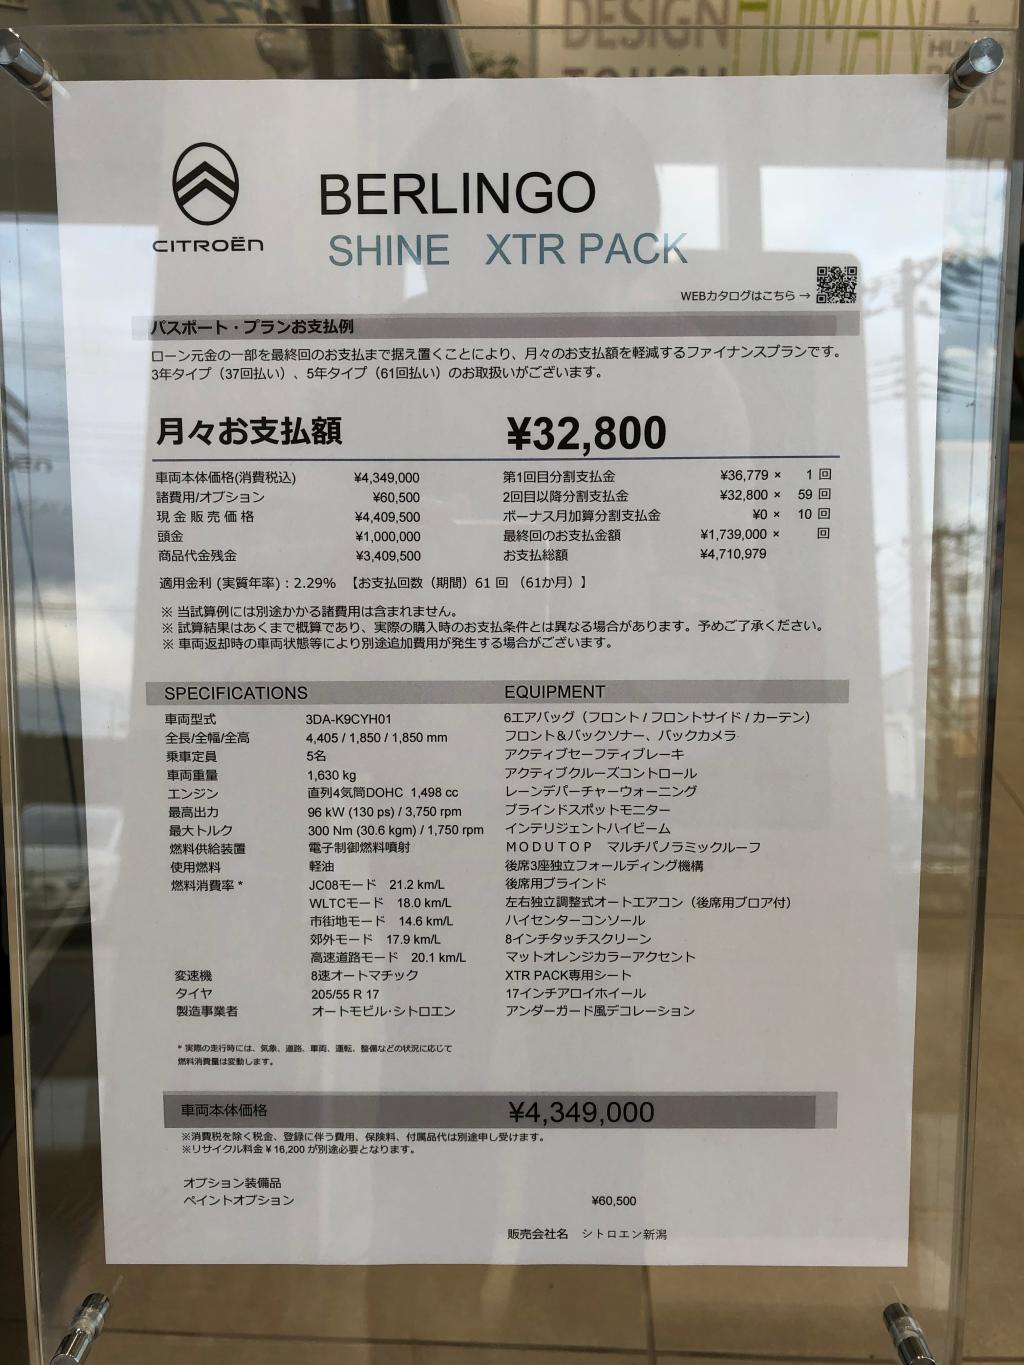 DESIGN HUMAN
TOUGH
CITROËN
BERLINGO
SHINE XTR PACK
WEBカタログはこちら→
パスポート・プランお支払例
ローン元金の一部を最終回のお支払まで据え置くことにより、月々のお支払額を軽減するファイナンスプランです。
3年タイプ（37回払い）、5年タイプ（61回払い）のお取扱いがございます。
月々お支払額 ¥32,800
車両本体価格(消費税込) ¥4,349,000 第1回目分割支払金 ¥36,779 × 1 回
諸費用/オプション ¥60,500 2回目以降分割支払金 ¥32,800 × 59 回
現金販売価格 ¥4,409,500 ボーナス月加算分割支払金 ¥0 × 10 回
頭金 ¥1,000,000 最終回のお支払金額 ¥1,739,000 × 回
商品代金残金 ¥3,409,500 お支払総額 ¥4,710,979
適用金利 (実質年率)：2.29% 【お支払回数（期間）61 回 （61か月）】
※ 当試算例には別途かかる諸費用は含まれません。
※ 試算結果はあくまで概算であり、実際の購入時のお支払条件とは異なる場合があります。予めご了承ください。
※ 車両返却時の車両状態等により別途追加費用が発生する場合がございます。
SPECIFICATIONS EQUIPMENT
車両型式 3DA-K9CYH01 6エアバッグ（フロント / フロントサイド / カーテン）
全長/全幅/全高 4,405 / 1,850 / 1,850 mm フロント＆バックソナー、バックカメラ
乗車定員 5名 アクティブセーフティブレーキ
車両重量 1,630 kg アクティブクルーズコントロール
エンジン 直列4気筒DOHC 1,498 cc レーンデパーチャーウォーニング
最高出力 96 kW (130 ps) / 3,750 rpm ブラインドスポットモニター
最大トルク 300 Nm (30.6 kgm) / 1,750 rpm インテリジェントハイビーム
燃料供給装置 電子制御燃料噴射 ＭＯＤＵＴＯＰ マルチパノラミックルーフ
使用燃料 軽油 後席3座独立フォールディング機構
燃料消費率 * JC08モード 21.2 km/L 後席用ブラインド
WLTCモード 18.0 km/L 左右独立調整式オートエアコン（後席用ブロア付）
市街地モード 14.6 km/L ハイセンターコンソール
郊外モード 17.9 km/L 8インチタッチスクリーン
高速道路モード 20.1 km/L マットオレンジカラーアクセント
変速機 8速オートマチック XTR PACK専用シート
タイヤ 205/55 R 17 17インチアロイホイール
製造事業者 オートモビル・シトロエン アンダーガード風デコレーション
* 実際の走行時には、気象、道路、車両、運転、整備などの状況に応じて
燃料消費量は変動します。
車両本体価格 ¥4,349,000
※消費税を除く税金、登録に伴う費用、保険料、付属品代は別途申し受けます。
※リサイクル料金 ¥ 16,200 が別途必要となります。
オプション装備品
ペイントオプション ¥60,500
販売会社名 シトロエン新潟